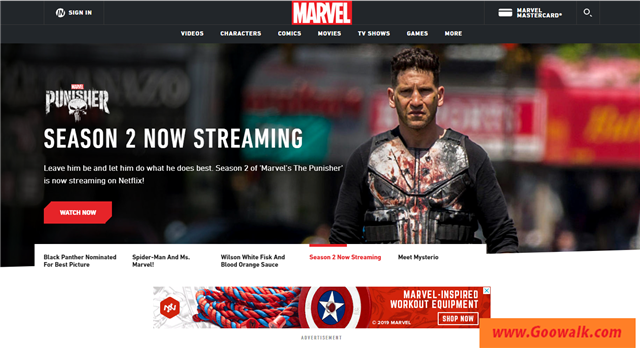 SIGN IN
MARVEL
MARVEL
MASTERCARD®
VIDEOS CHARACTERS COMICS MOVIES TV SHOWS GAMES MORE
MARVEL
PUNISHER
SEASON 2 NOW STREAMING
Leave him be and let him do what he does best. Season 2 of 'Marvel's The Punisher'
is now streaming on Netflix!
WATCH NOW
Black Panther Nominated
For Best Picture
Spider-Man And Ms.
Marvel!
Wilson White Fisk And
Blood Orange Sauce
Season 2 Now Streaming
Meet Mysterio
MARVEL-INSPIRED
WORKOUT EQUIPMENT
© 2019 MARVEL
SHOP NOW
ADVERTISEMENT
www.Goowalk.com